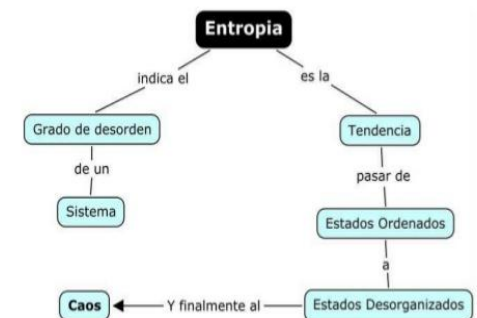 Entropia
indica el
es la
Grado de desorden
Tendencia
de un
pasar de
Sistema
Estados Ordenados
a
Caos
Y finalmente al
Estados Desorganizados